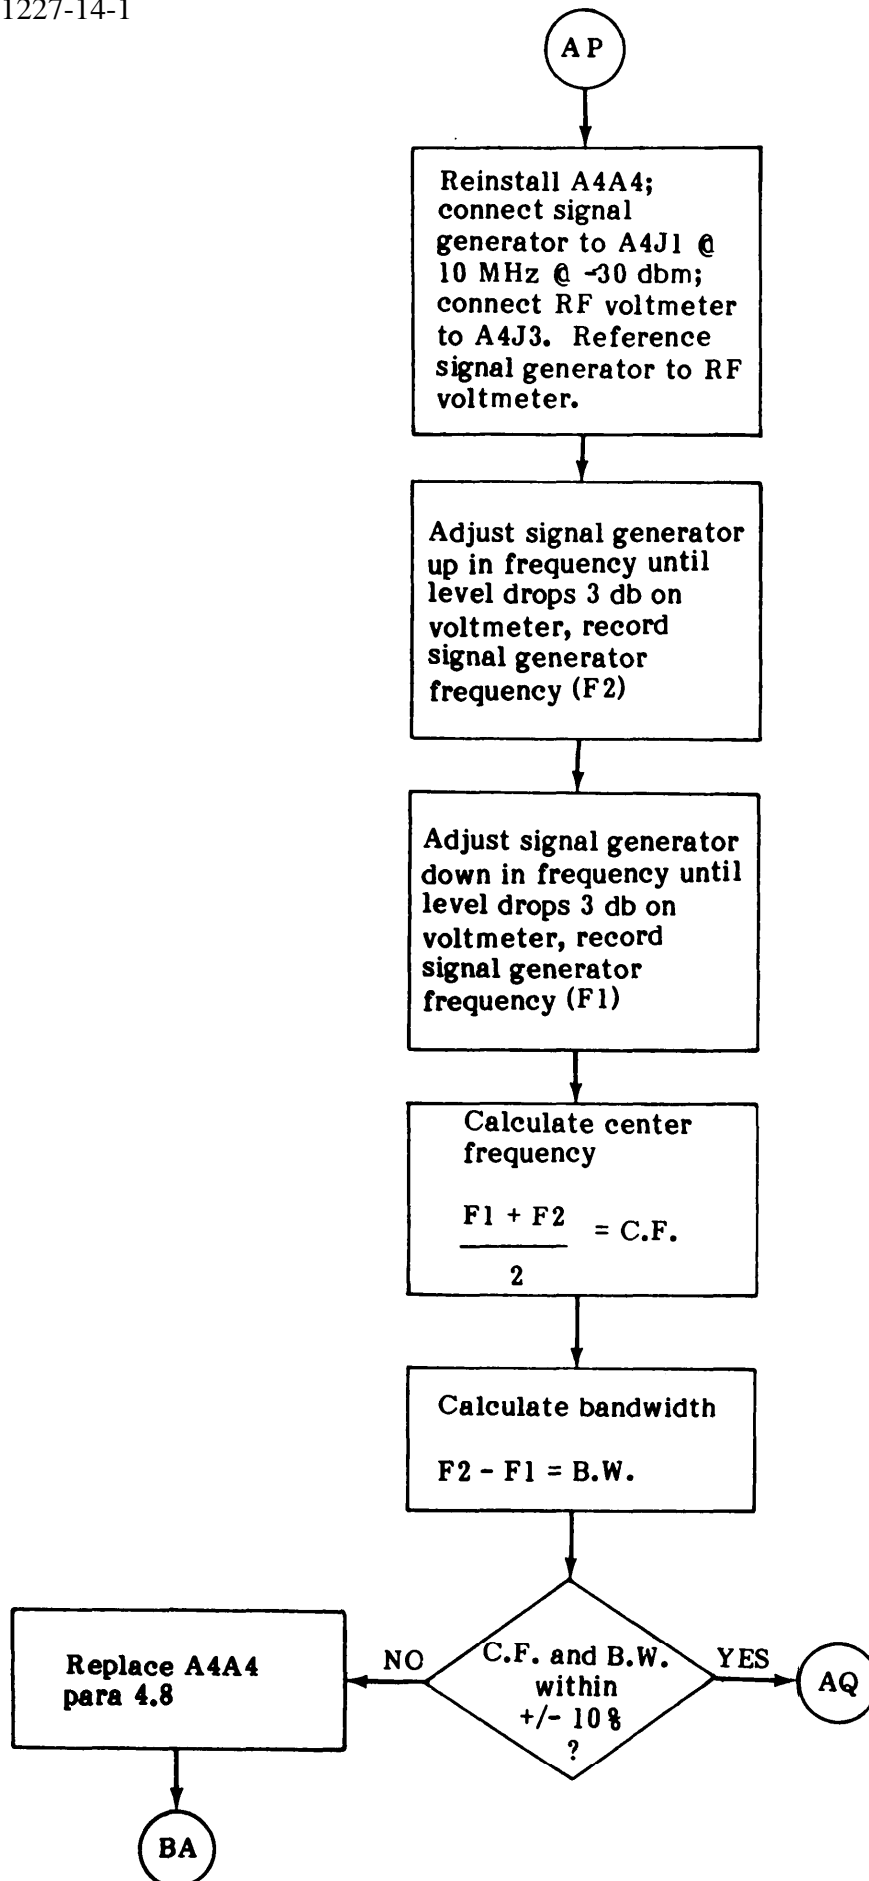 1227-14-1
AP
Reinstall A4A4;
connect signal
generator to A4J1 @
10 MHz @ -30 dbm;
connect RF voltmeter
to A4J3. Reference
signal generator to RF
voltmeter.
Adjust signal generator
up in frequency until
level drops 3 db on
voltmeter, record
signal generator
frequency (F2)
Adjust signal generator
down in frequency until
level drops 3 db on
voltmeter, record
signal generator
frequency (F1)
Calculate center
frequency
F1 + F2
= C.F.
2
Calculate bandwidth
F2 - F1 = B.W.
C.F. and B.W.
within
+/- 10%
?
NO
YES
AQ
Replace A4A4
para 4.8
BA